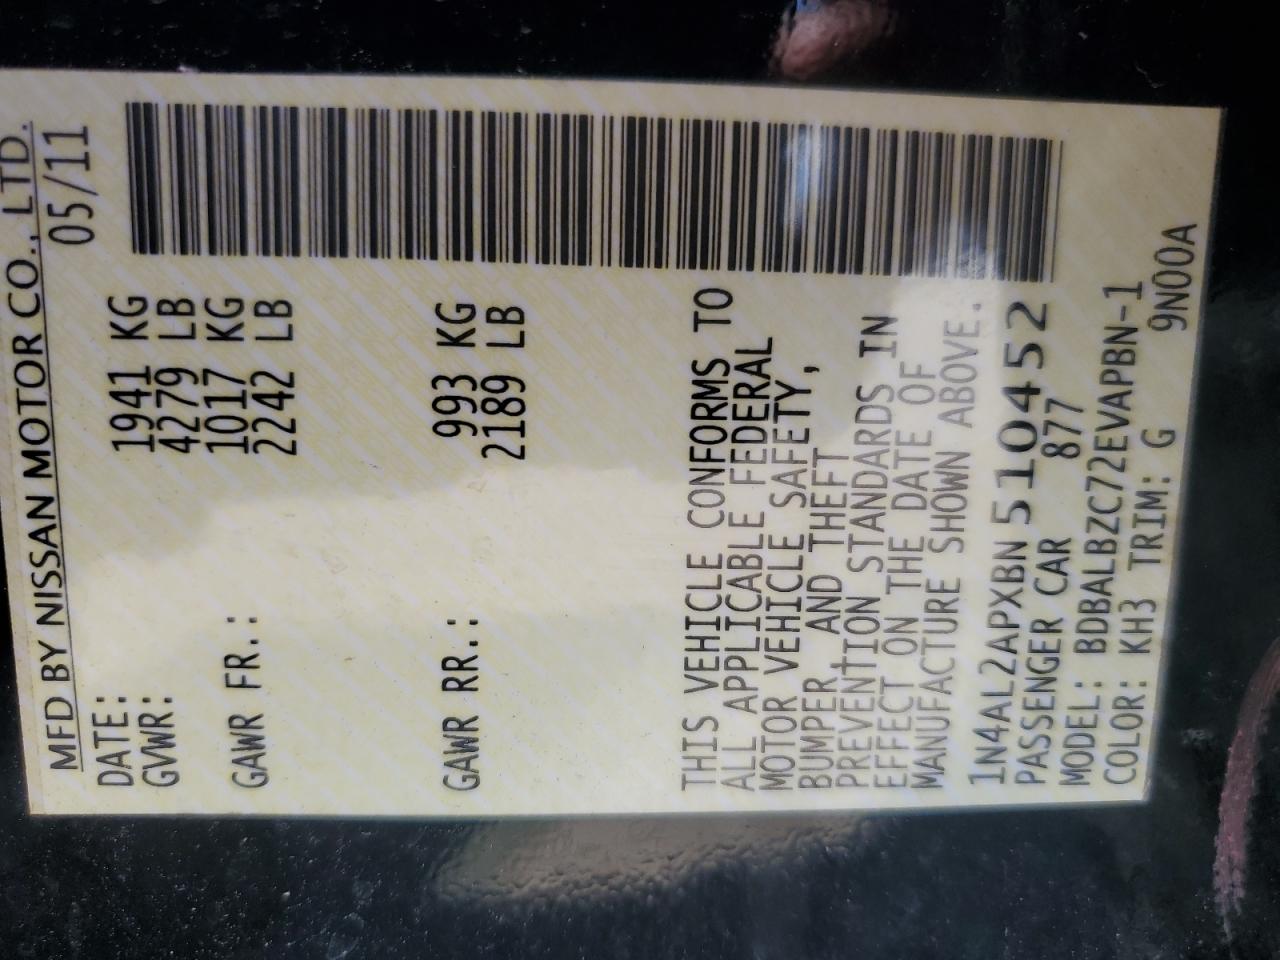 MFD BY NISSAN MOTOR CO., LTD.
DATE: 05/11
GVWR: 1941 KG
4279 LB
GAWR FR.: 1017 KG
2242 LB
GAWR RR.: 993 KG
2189 LB
THIS VEHICLE CONFORMS TO
ALL APPLICABLE FEDERAL
MOTOR VEHICLE SAFETY,
BUMPER, AND THEFT
PREVENTION STANDARDS IN
EFFECT ON THE DATE OF
MANUFACTURE SHOWN ABOVE.
1N4AL2APXBN510452
PASSENGER CAR 877
MODEL: BDBALBZC72EVAPBN-1
COLOR: KH3 TRIM: G 9N00A